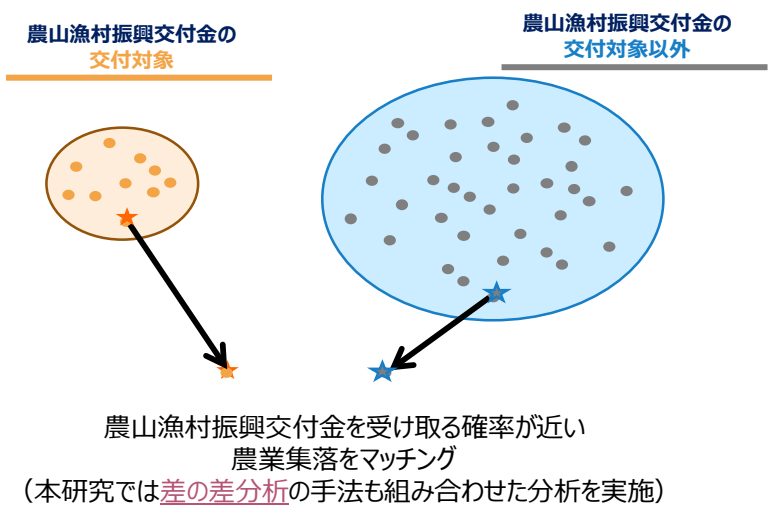 農山漁村振興交付金の
交付対象
農山漁村振興交付金の
交付対象以外
農山漁村振興交付金を受け取る確率が近い
農業集落をマッチング
（本研究では差の差分析の手法も組み合わせた分析を実施）